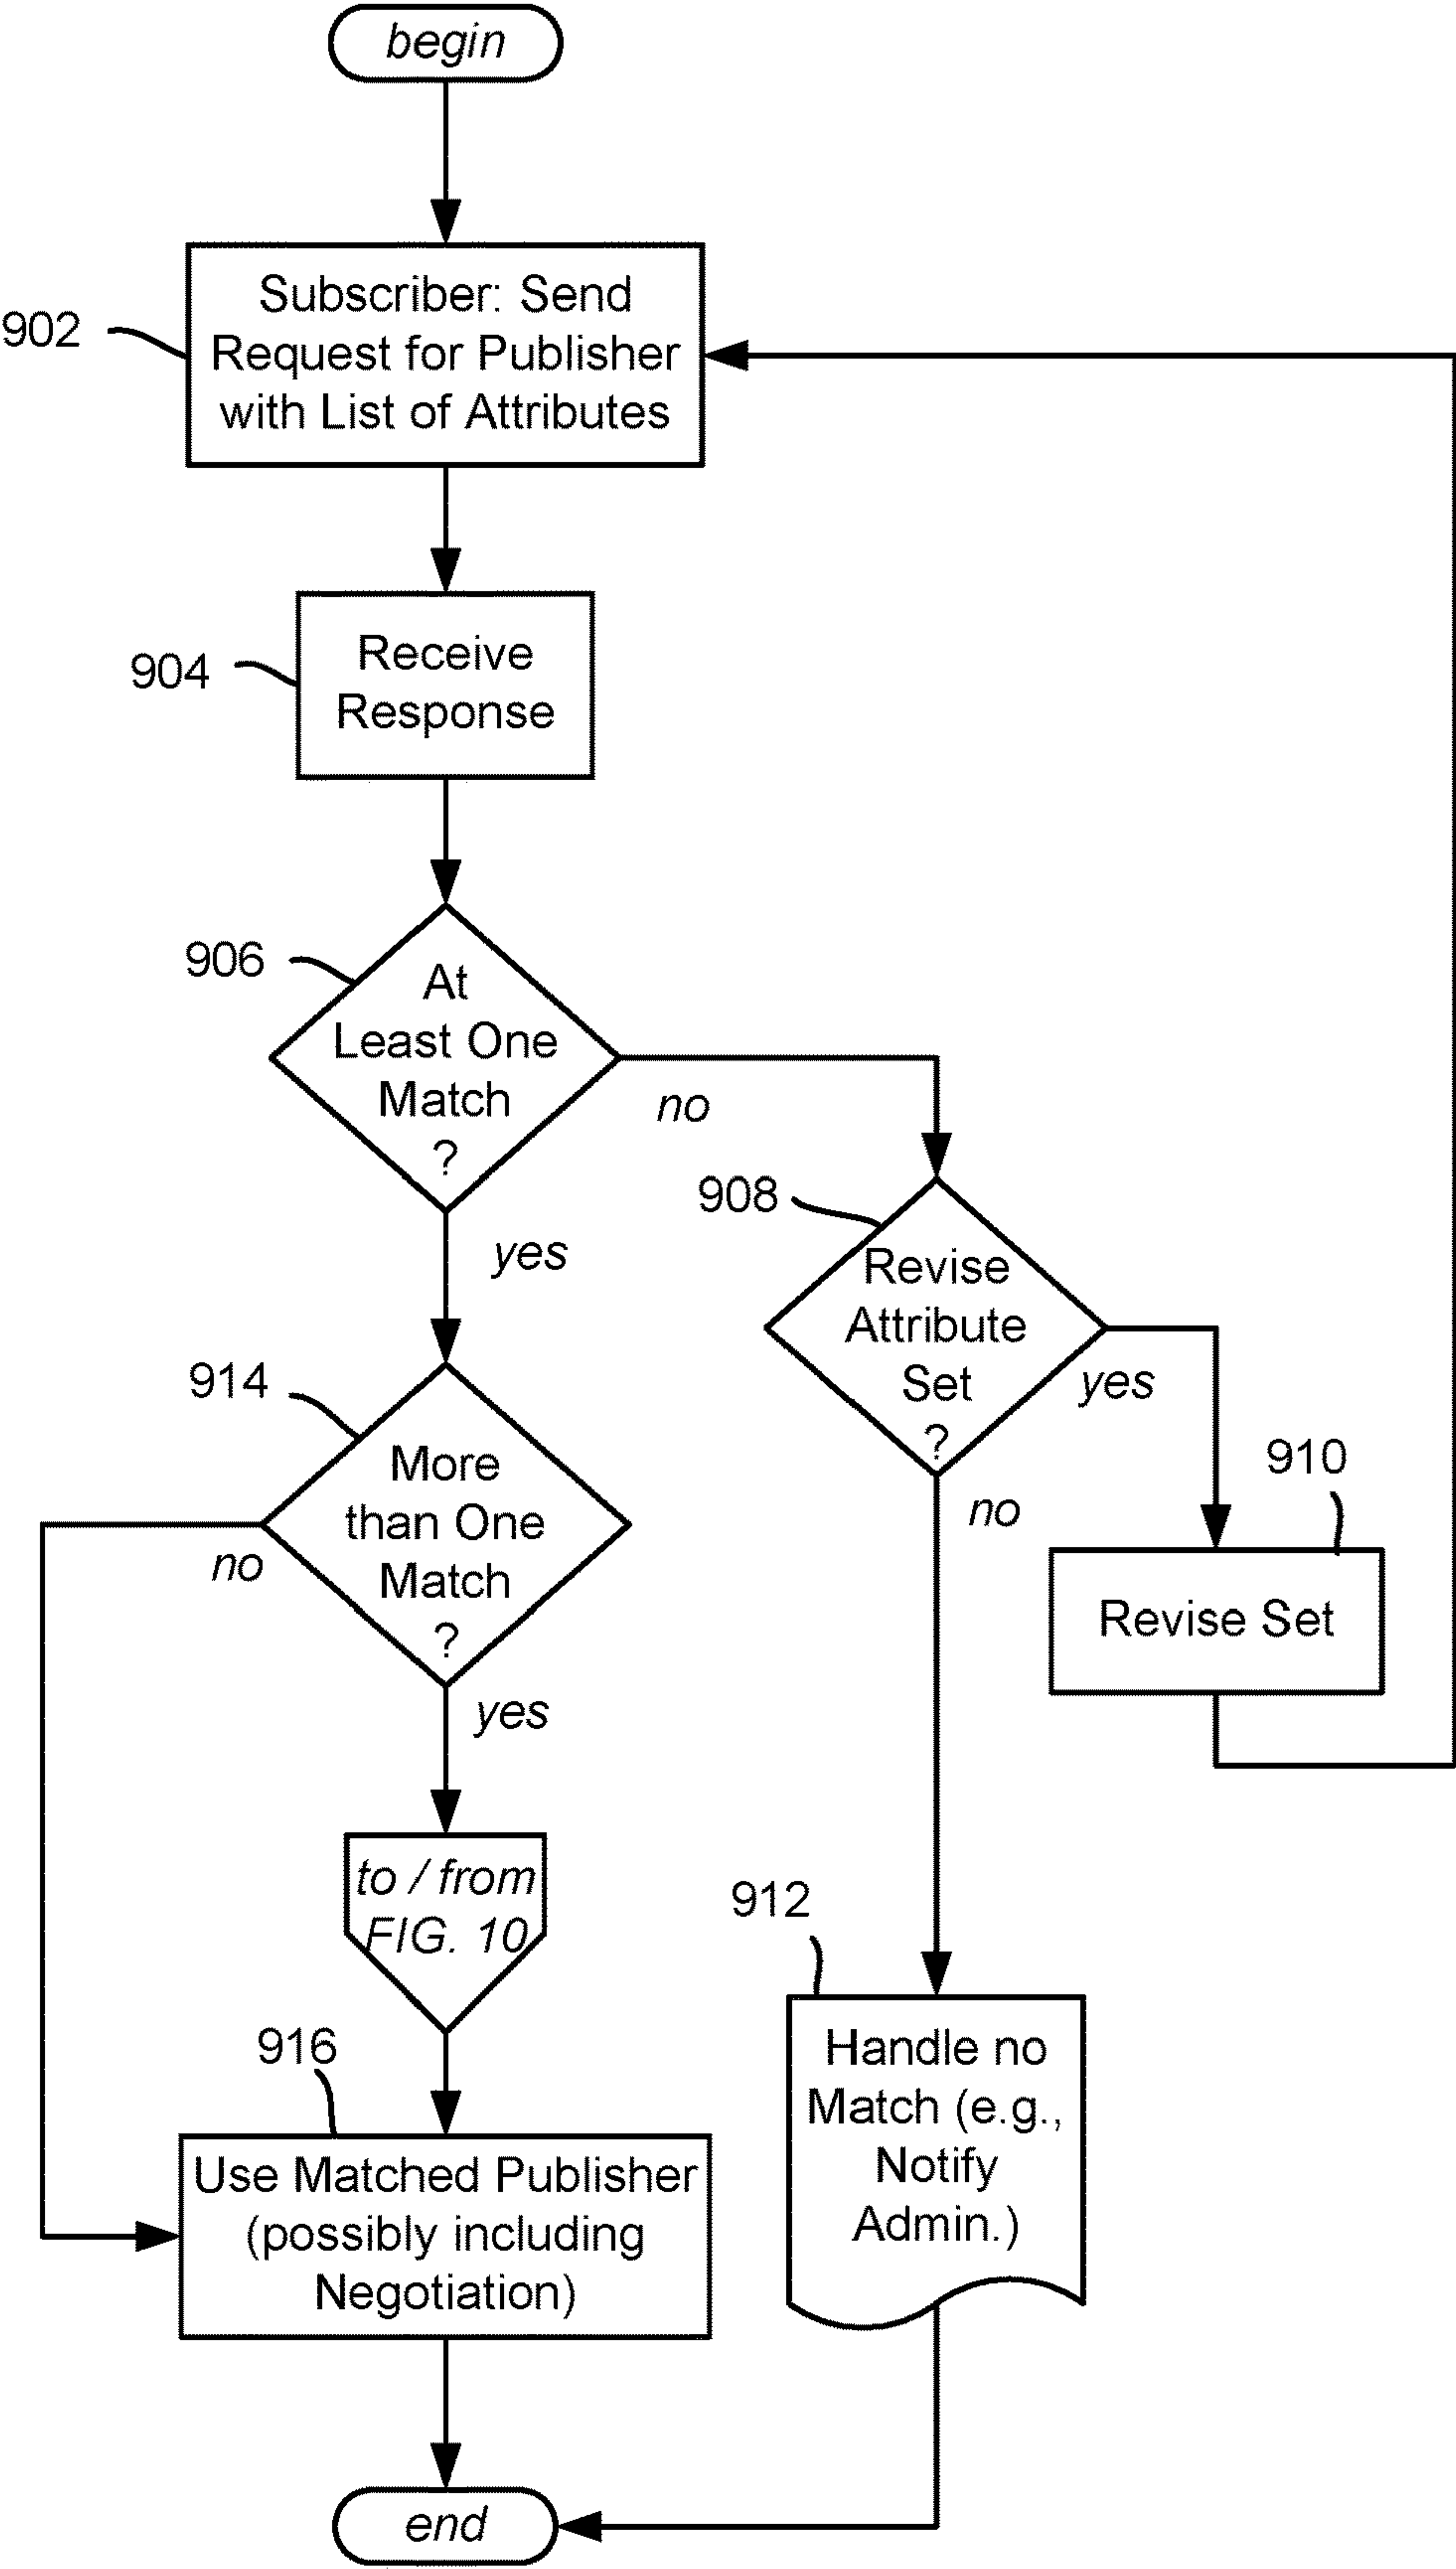 begin
902
Subscriber: Send
Request for Publisher
with List of Attributes
904
Receive
Response
906
At
Least One
Match
?
no
yes
908
Revise
Attribute
Set
?
yes
no
910
Revise Set
914
More
than One
Match
?
no
yes
to / from
FIG. 10
912
Handle no
Match (e.g.,
Notify
Admin.)
916
Use Matched Publisher
(possibly including
Negotiation)
end